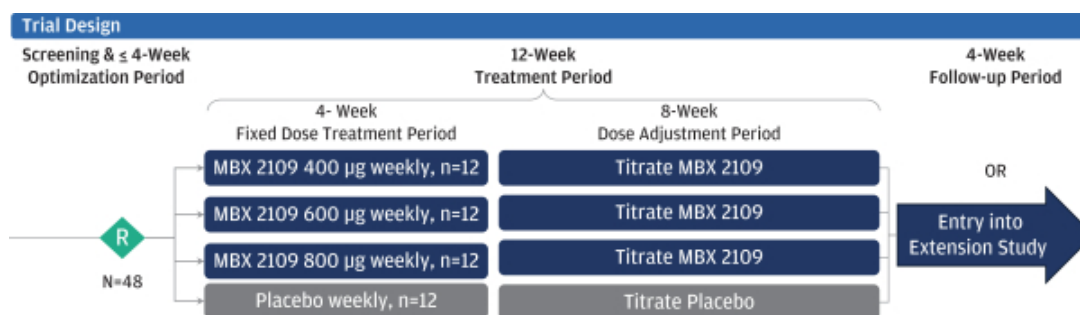 Trial Design
Screening & ≤ 4-Week
Optimization Period
12-Week
Treatment Period
4-Week
Follow-up Period
4- Week
Fixed Dose Treatment Period
8-Week
Dose Adjustment Period
MBX 2109 400 µg weekly, n=12
Titrate MBX 2109
OR
MBX 2109 600 µg weekly, n=12
Titrate MBX 2109
R
Entry into
Extension Study
MBX 2109 800 µg weekly, n=12
Titrate MBX 2109
N=48
Placebo weekly, n=12
Titrate Placebo